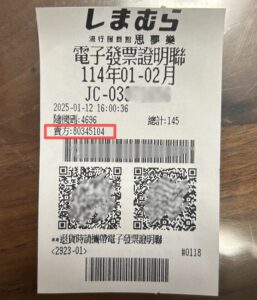 しまむら
流行服飾館 思夢樂
電子發票證明聯
114年01-02月
JC-033
2025-01-12 16:00:36
隨機碼:4696 總計:145
賣方:80345104
**退貨時請攜帶電子發票證明聯
<2923-01> #0118